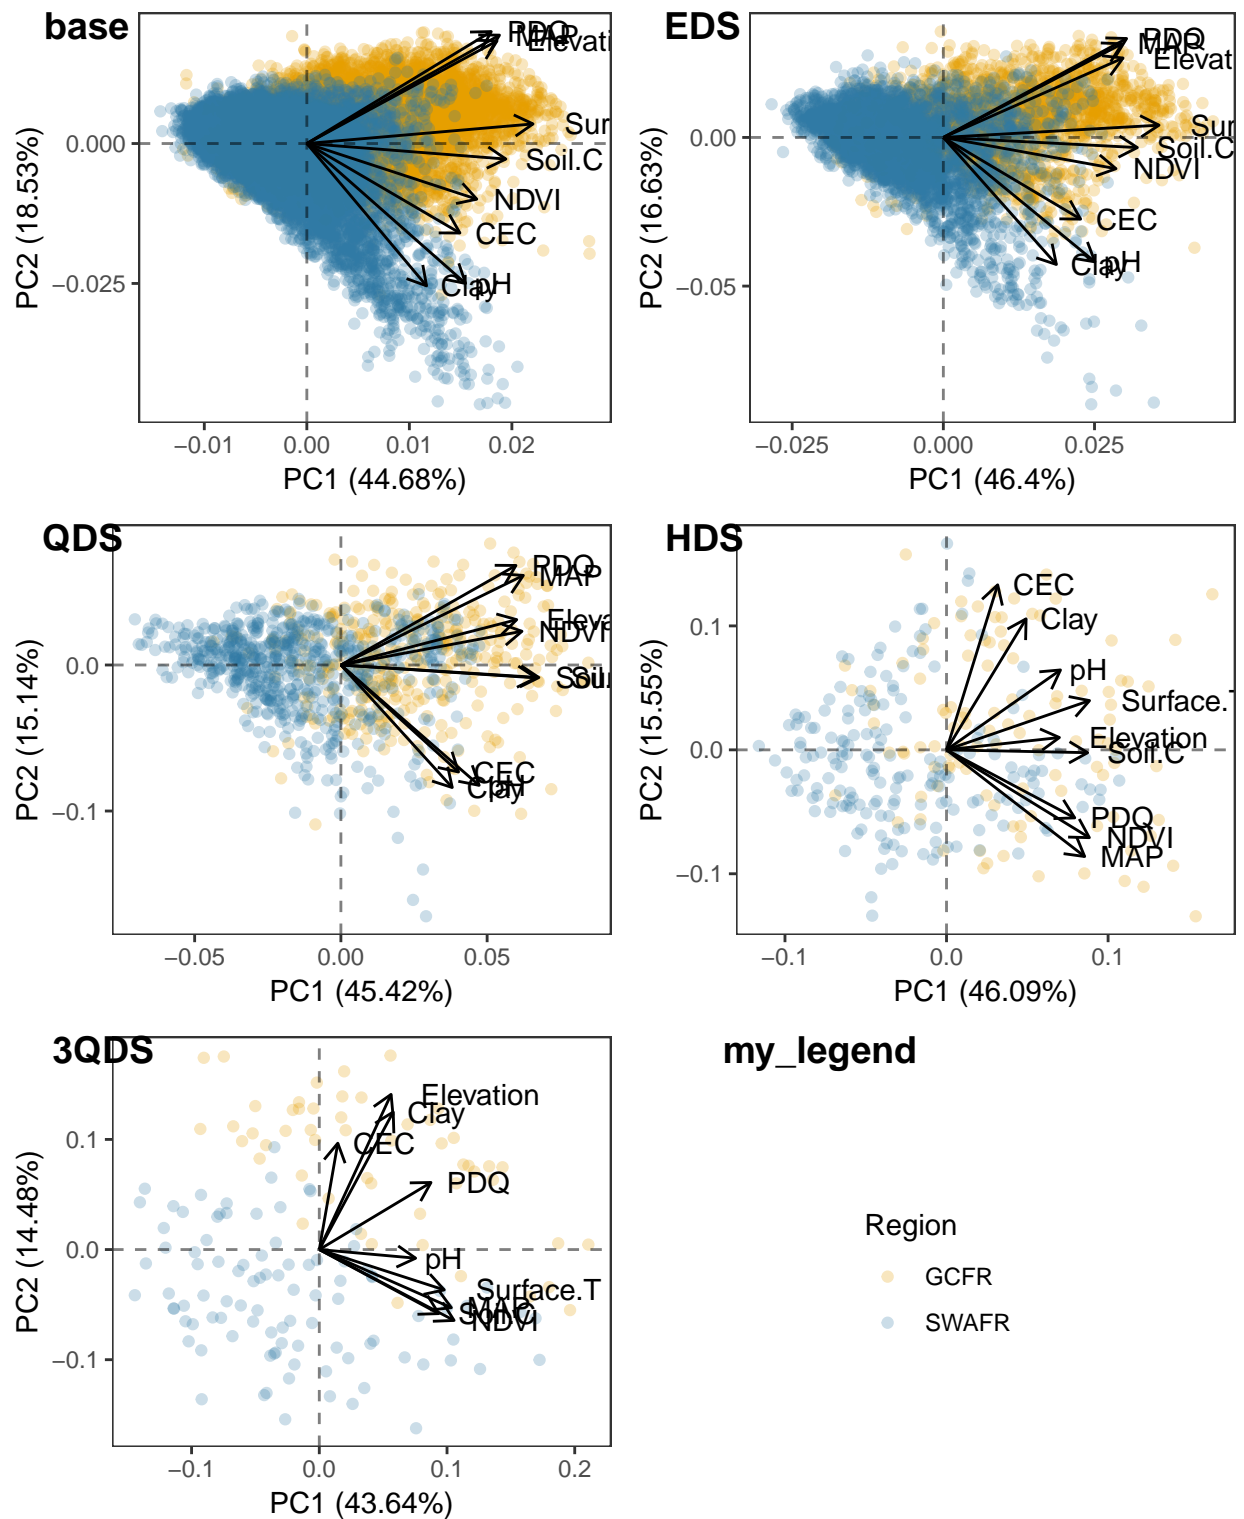 base
PC2 (18.53%)
0.000
−0.025
PDQ
MAP
Elevati
Sur
Soil.C
NDVI
CEC
Clay
pH
−0.01
0.00
0.01
0.02
PC1 (44.68%)
EDS
PC2 (16.63%)
0.00
−0.05
PDQ
MAP
Elevat
Sur
Soil.C
NDVI
CEC
Clay
pH
−0.025
0.000
0.025
PC1 (46.4%)
QDS
PC2 (15.14%)
0.0
−0.1
PDQ
MAP
Eleva
NDVI
Soil.
Sur
CEC
Clay
pH
−0.05
0.00
0.05
PC1 (45.42%)
HDS
PC2 (15.55%)
0.1
0.0
−0.1
CEC
Clay
pH
Surface.
Elevation
Soil.C
PDQ
NDVI
MAP
−0.1
0.0
0.1
PC1 (46.09%)
3QDS
PC2 (14.48%)
0.1
0.0
−0.1
Elevation
Clay
CEC
PDQ
pH
Surface.T
MAP
Soil.C
NDVI
−0.1
0.0
0.1
0.2
PC1 (43.64%)
my_legend
Region
GCFR
SWAFR